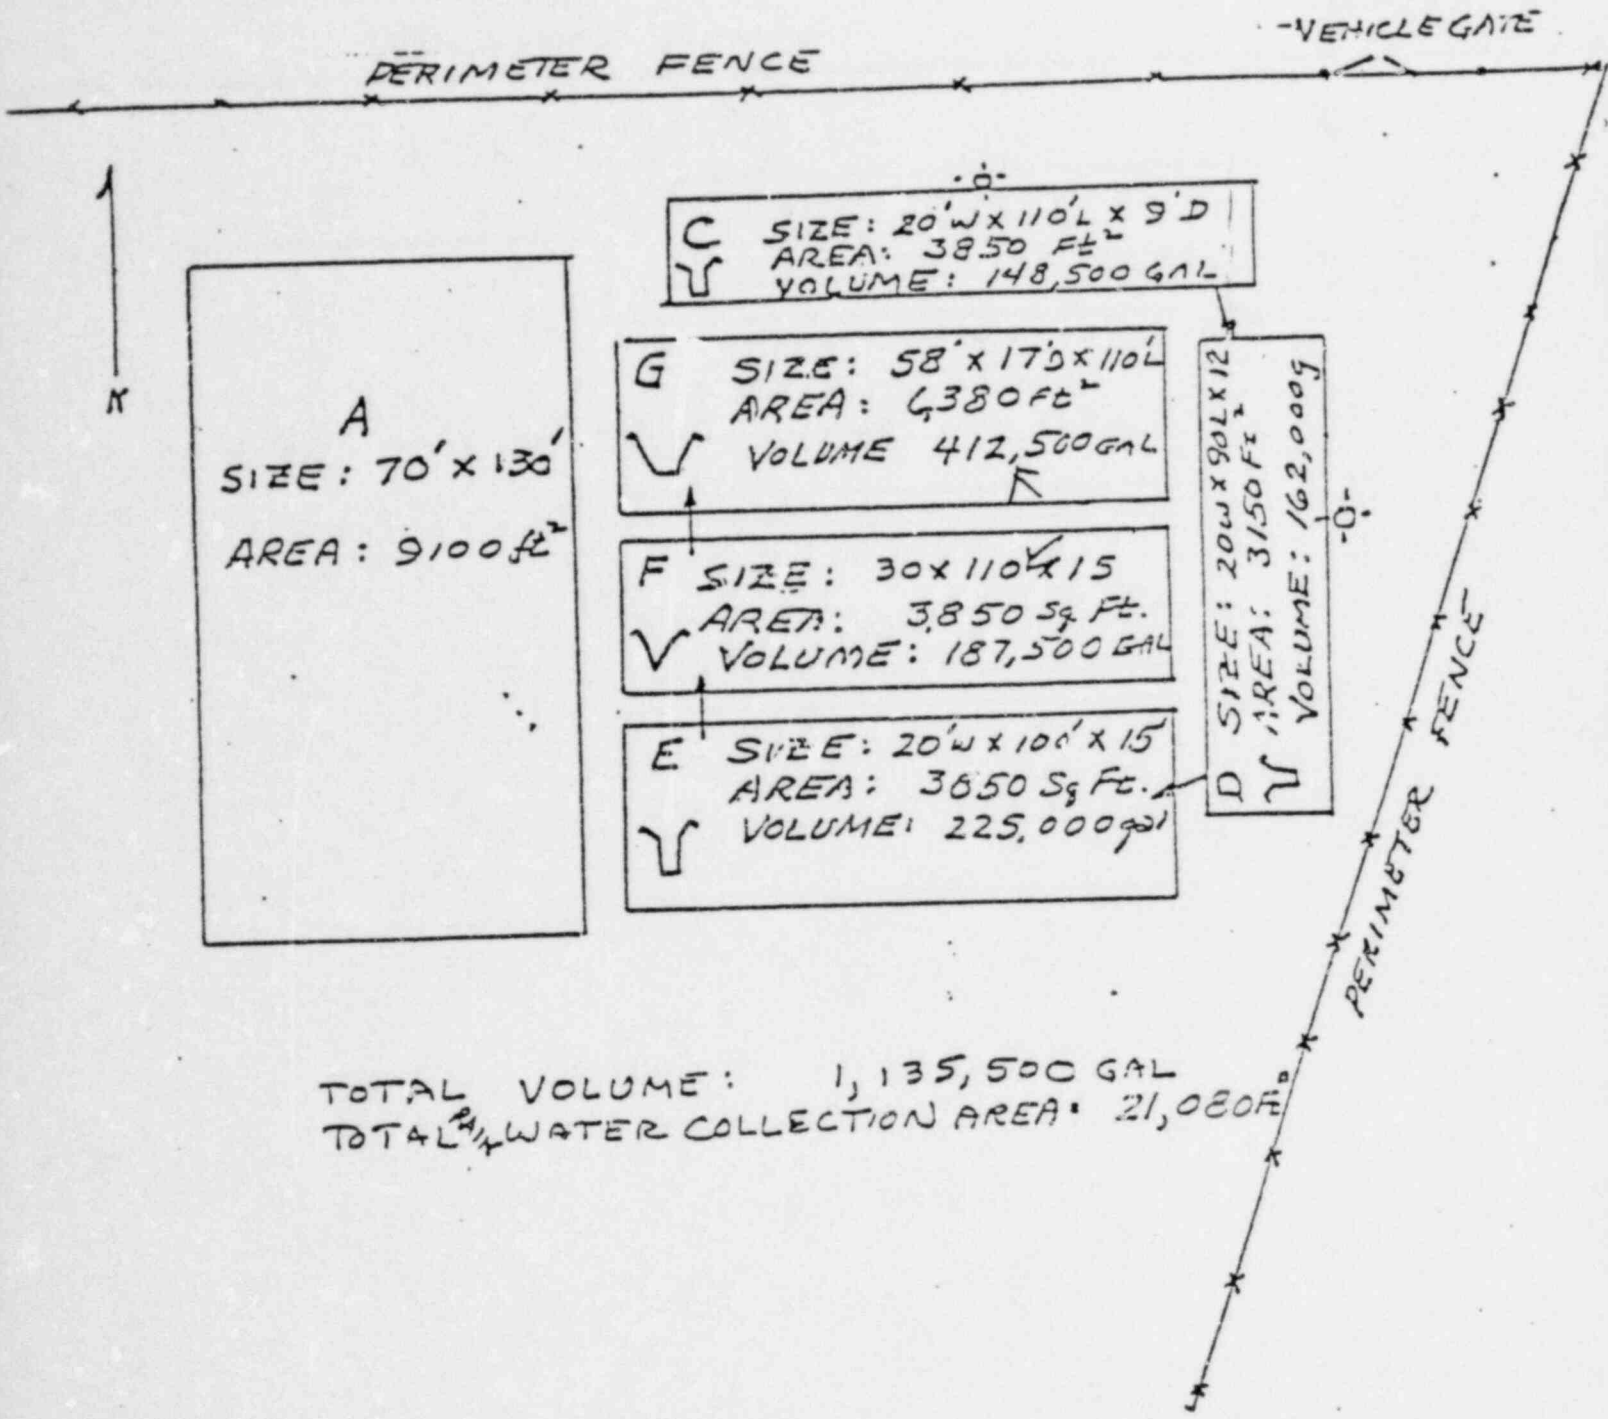 -VEHICLE GATE
PERIMETER FENCE
C SIZE: 20'W X 110'L X 9'D
AREA: 3850 Ft²
VOLUME: 148,500 GAL
G SIZE: 58' X 17'D X 110'L
AREA: 6,380 Ft²
VOLUME 412,500 GAL
A
SIZE: 70' X 130'
AREA: 9100 ft²
F SIZE: 30 X 110 X 15
AREA: 3,850 Sq Ft.
VOLUME: 187,500 GAL
E SIZE: 20'W X 100' X 15'
AREA: 3850 Sq Ft.
VOLUME: 225,000 gal
D SIZE: 20W X 90L X 12
AREA: 3150 Ft²
VOLUME: 162,000g
PERIMETER FENCE
N
TOTAL VOLUME: 1,135,500 GAL
TOTAL RAIN WATER COLLECTION AREA: 21,080 Ft²